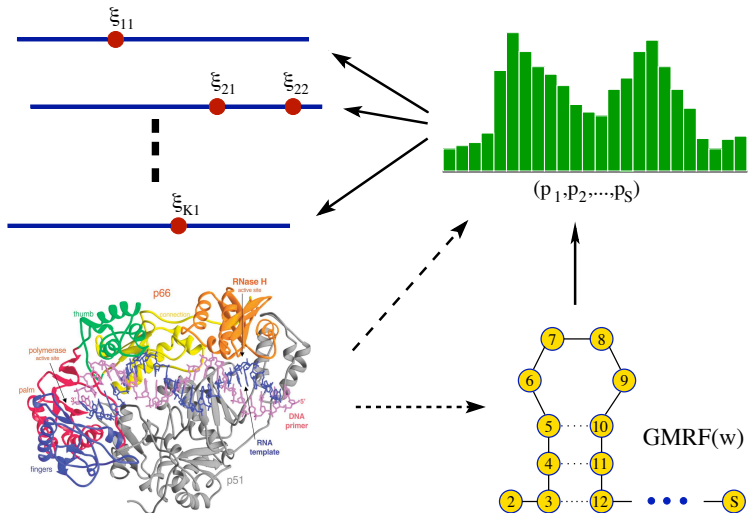 ξ11
ξ21 ξ22
ξK1
(p1,p2,...,pS)
p66
RNase H
active site
thumb
connection
polymerase
active site
palm
DNA
primer
RNA
template
fingers
p51
7 8
6 9
5 10
4 11
GMRF(w)
2 3 12 S